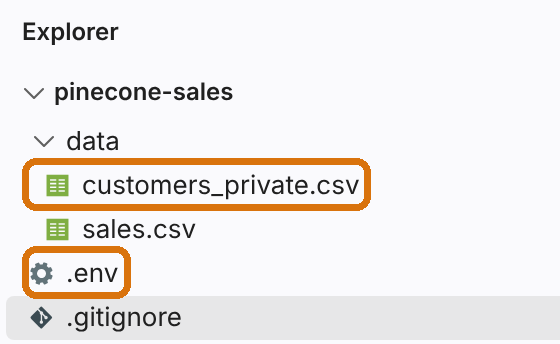 Explorer
pinecone-sales
data
customers_private.csv
sales.csv
.env
.gitignore